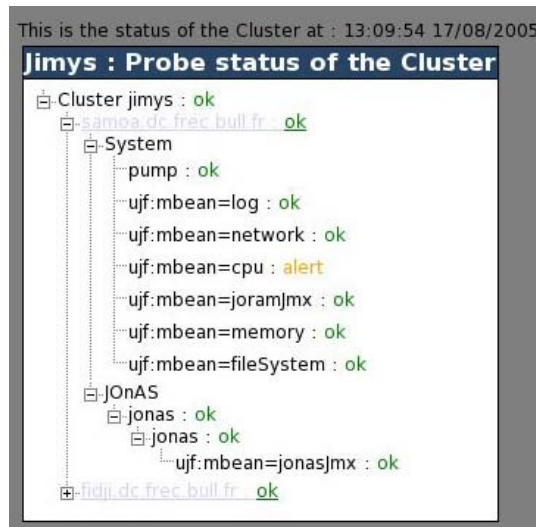 This is the status of the Cluster at : 13:09:54 17/08/2005
Jimys : Probe status of the Cluster
Cluster jimys : ok
samoa.dc.frec.bull.fr : ok
System
pump : ok
ujf:mbean=log : ok
ujf:mbean=network : ok
ujf:mbean=cpu : alert
ujf:mbean=joramJmx : ok
ujf:mbean=memory : ok
ujf:mbean=fileSystem : ok
JOnAS
jonas : ok
jonas : ok
ujf:mbean=jonasJmx : ok
fidji.dc.frec.bull.fr : ok